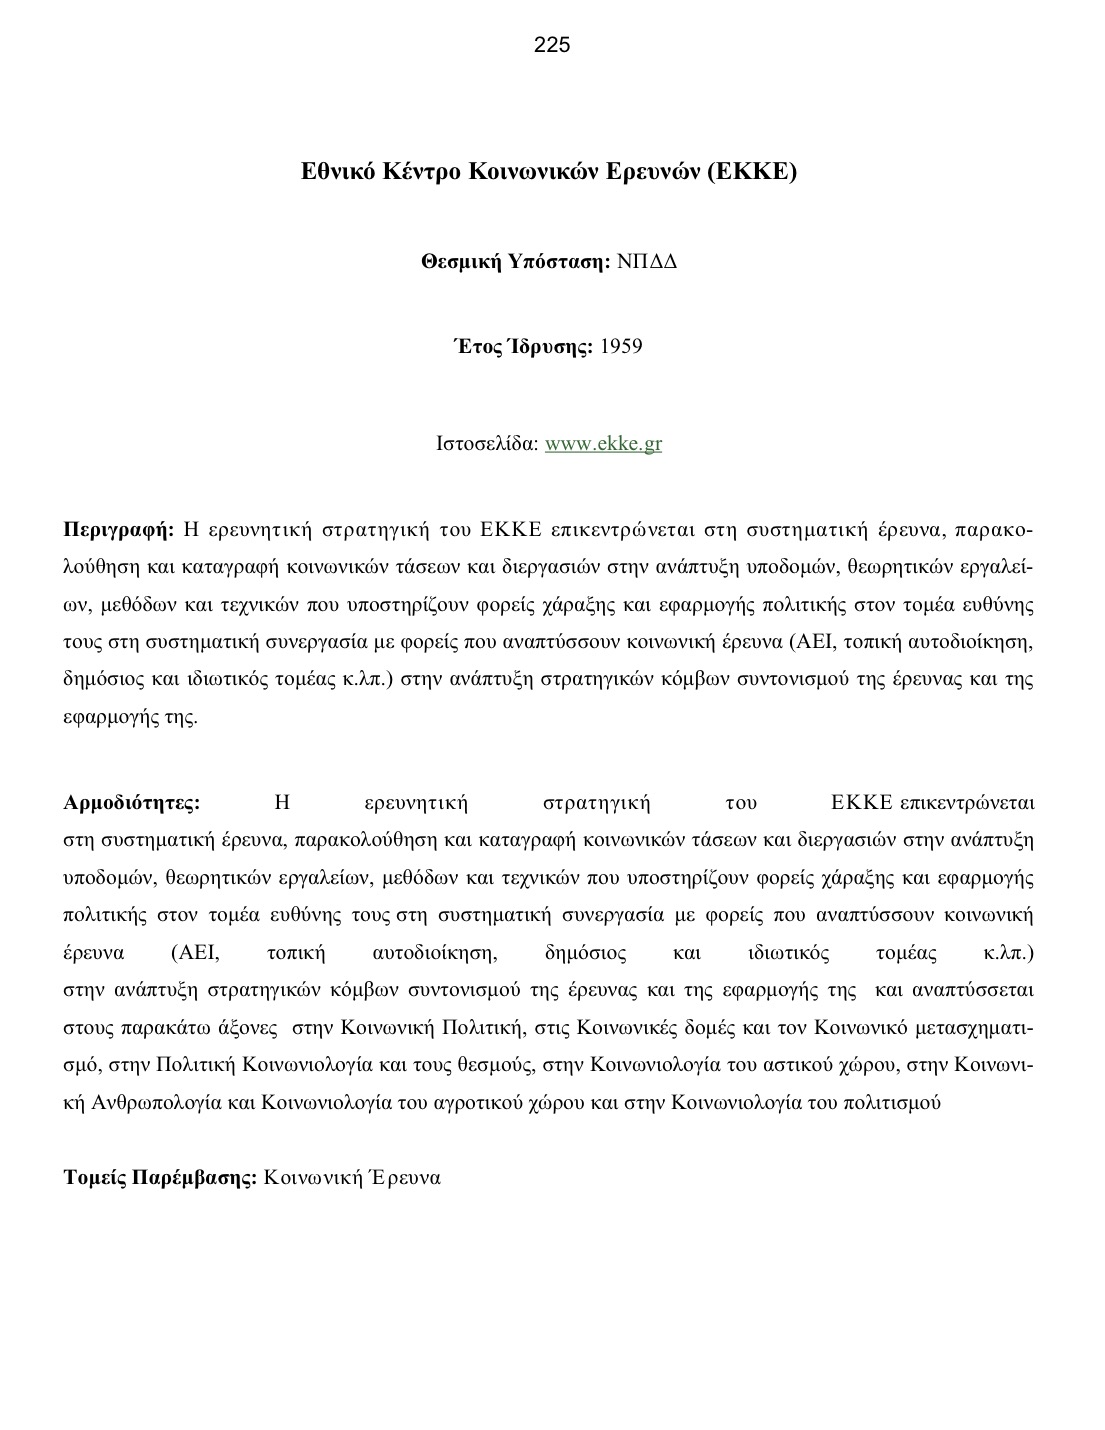 225
Εθνικό Κέντρο Κοινωνικών Ερευνών (ΕΚΚΕ)
Θεσμική Υπόσταση: ΝΠΔΔ
Έτος Ίδρυσης: 1959
Ιστοσελίδα: www.ekke.gr
Περιγραφή: Η ερευνητική στρατηγική του ΕΚΚΕ επικεντρώνεται στη συστηματική έρευνα, παρακο-
λούθηση και καταγραφή κοινωνικών τάσεων και διεργασιών στην ανάπτυξη υποδομών, θεωρητικών εργαλεί-
ων, μεθόδων και τεχνικών που υποστηρίζουν φορείς χάραξης και εφαρμογής πολιτικής στον τομέα ευθύνης
τους στη συστηματική συνεργασία με φορείς που αναπτύσσουν κοινωνική έρευνα (ΑΕΙ, τοπική αυτοδιοίκηση,
δημόσιος και ιδιωτικός τομέας κ.λπ.) στην ανάπτυξη στρατηγικών κόμβων συντονισμού της έρευνας και της
εφαρμογής της.
Αρμοδιότητες: Η ερευνητική στρατηγική του ΕΚΚΕ επικεντρώνεται
στη συστηματική έρευνα, παρακολούθηση και καταγραφή κοινωνικών τάσεων και διεργασιών στην ανάπτυξη
υποδομών, θεωρητικών εργαλείων, μεθόδων και τεχνικών που υποστηρίζουν φορείς χάραξης και εφαρμογής
πολιτικής στον τομέα ευθύνης τους στη συστηματική συνεργασία με φορείς που αναπτύσσουν κοινωνική
έρευνα (ΑΕΙ, τοπική αυτοδιοίκηση, δημόσιος και ιδιωτικός τομέας κ.λπ.)
στην ανάπτυξη στρατηγικών κόμβων συντονισμού της έρευνας και της εφαρμογής της και αναπτύσσεται
στους παρακάτω άξονες στην Κοινωνική Πολιτική, στις Κοινωνικές δομές και τον Κοινωνικό μετασχηματι-
σμό, στην Πολιτική Κοινωνιολογία και τους θεσμούς, στην Κοινωνιολογία του αστικού χώρου, στην Κοινωνι-
κή Ανθρωπολογία και Κοινωνιολογία του αγροτικού χώρου και στην Κοινωνιολογία του πολιτισμού
Τομείς Παρέμβασης: Κοινωνική Έρευνα